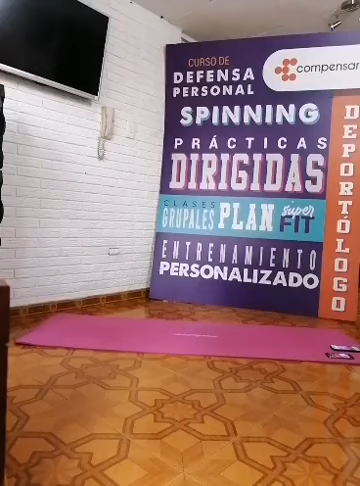 CURSO DE
DEFENSA
PERSONAL
compensar
SPINNING
PRÁCTICAS
DIRIGIDAS
CLASES
GRUPALES PLAN super FIT
ENTRENAMIENTO
PERSONALIZADO
DEPORTÓLOGO